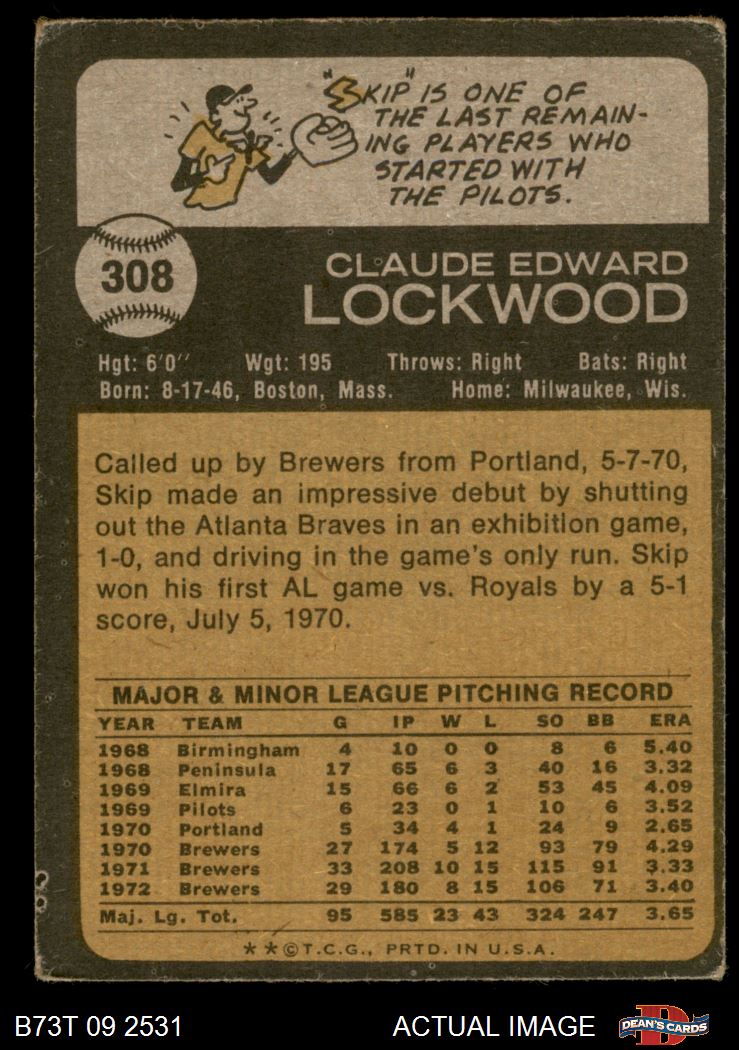 "SKIP" IS ONE OF
THE LAST REMAIN-
ING PLAYERS WHO
STARTED WITH
THE PILOTS.
308
CLAUDE EDWARD
LOCKWOOD
Hgt: 6'0" Wgt: 195 Throws: Right Bats: Right
Born: 8-17-46, Boston, Mass. Home: Milwaukee, Wis.
Called up by Brewers from Portland, 5-7-70,
Skip made an impressive debut by shutting
out the Atlanta Braves in an exhibition game,
1-0, and driving in the game's only run. Skip
won his first AL game vs. Royals by a 5-1
score, July 5, 1970.
MAJOR & MINOR LEAGUE PITCHING RECORD
YEAR TEAM G IP W L SO BB ERA
1968 Birmingham 4 10 0 0 8 6 5.40
1968 Peninsula 17 65 6 3 40 16 3.32
1969 Elmira 15 66 6 2 53 45 4.09
1969 Pilots 6 23 0 1 10 6 3.52
1970 Portland 5 34 4 1 24 9 2.65
1970 Brewers 27 174 5 12 93 79 4.29
1971 Brewers 33 208 10 15 115 91 3.33
1972 Brewers 29 180 8 15 106 71 3.40
Maj. Lg. Tot. 95 585 23 43 324 247 3.65
**©T.C.G., PRTD. IN U.S.A.
B73T 09 2531 ACTUAL IMAGE D DEAN'S CARDS